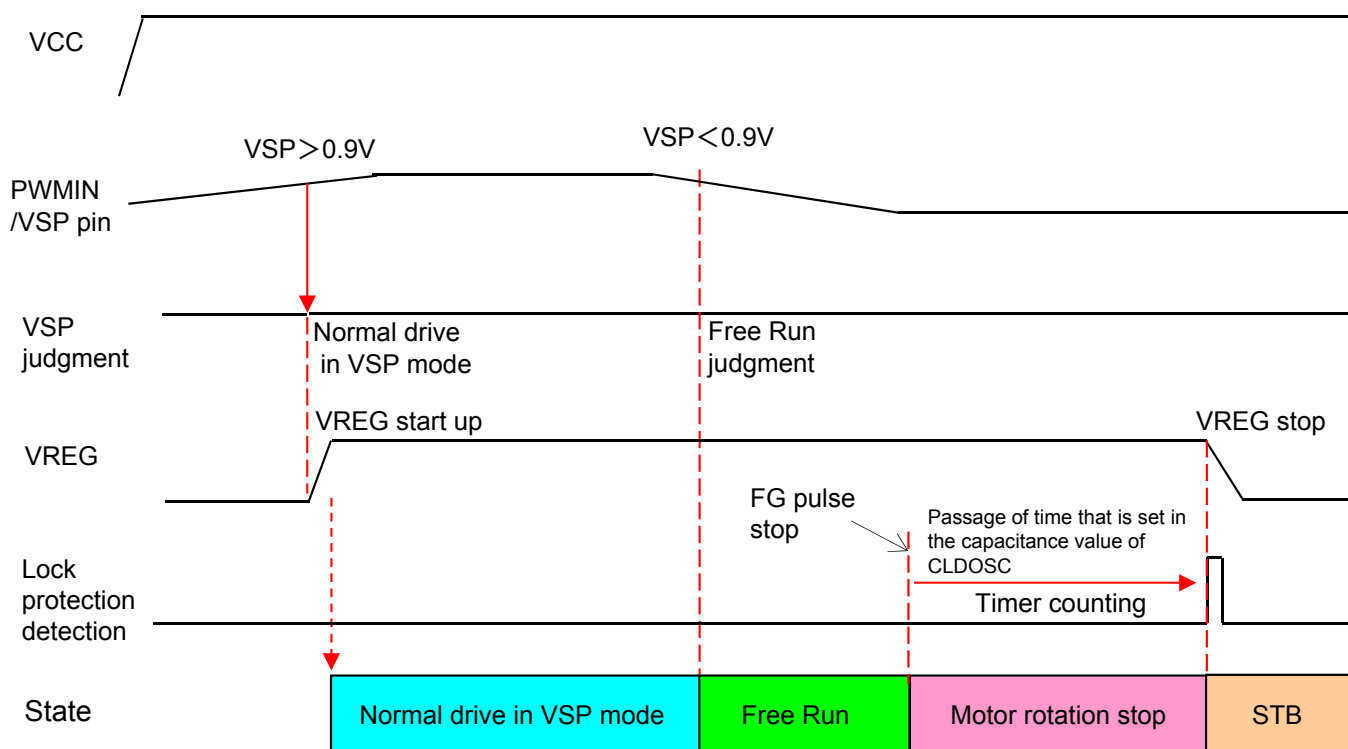 VCC
VSP＞0.9V
VSP＜0.9V
PWMIN
/VSP pin
VSP
judgment
Normal drive
in VSP mode
Free Run
judgment
VREG start up
VREG stop
VREG
FG pulse
stop
Passage of time that is set in
the capacitance value of
CLDOSC
Timer counting
Lock
protection
detection
State
Normal drive in VSP mode
Free Run
Motor rotation stop
STB